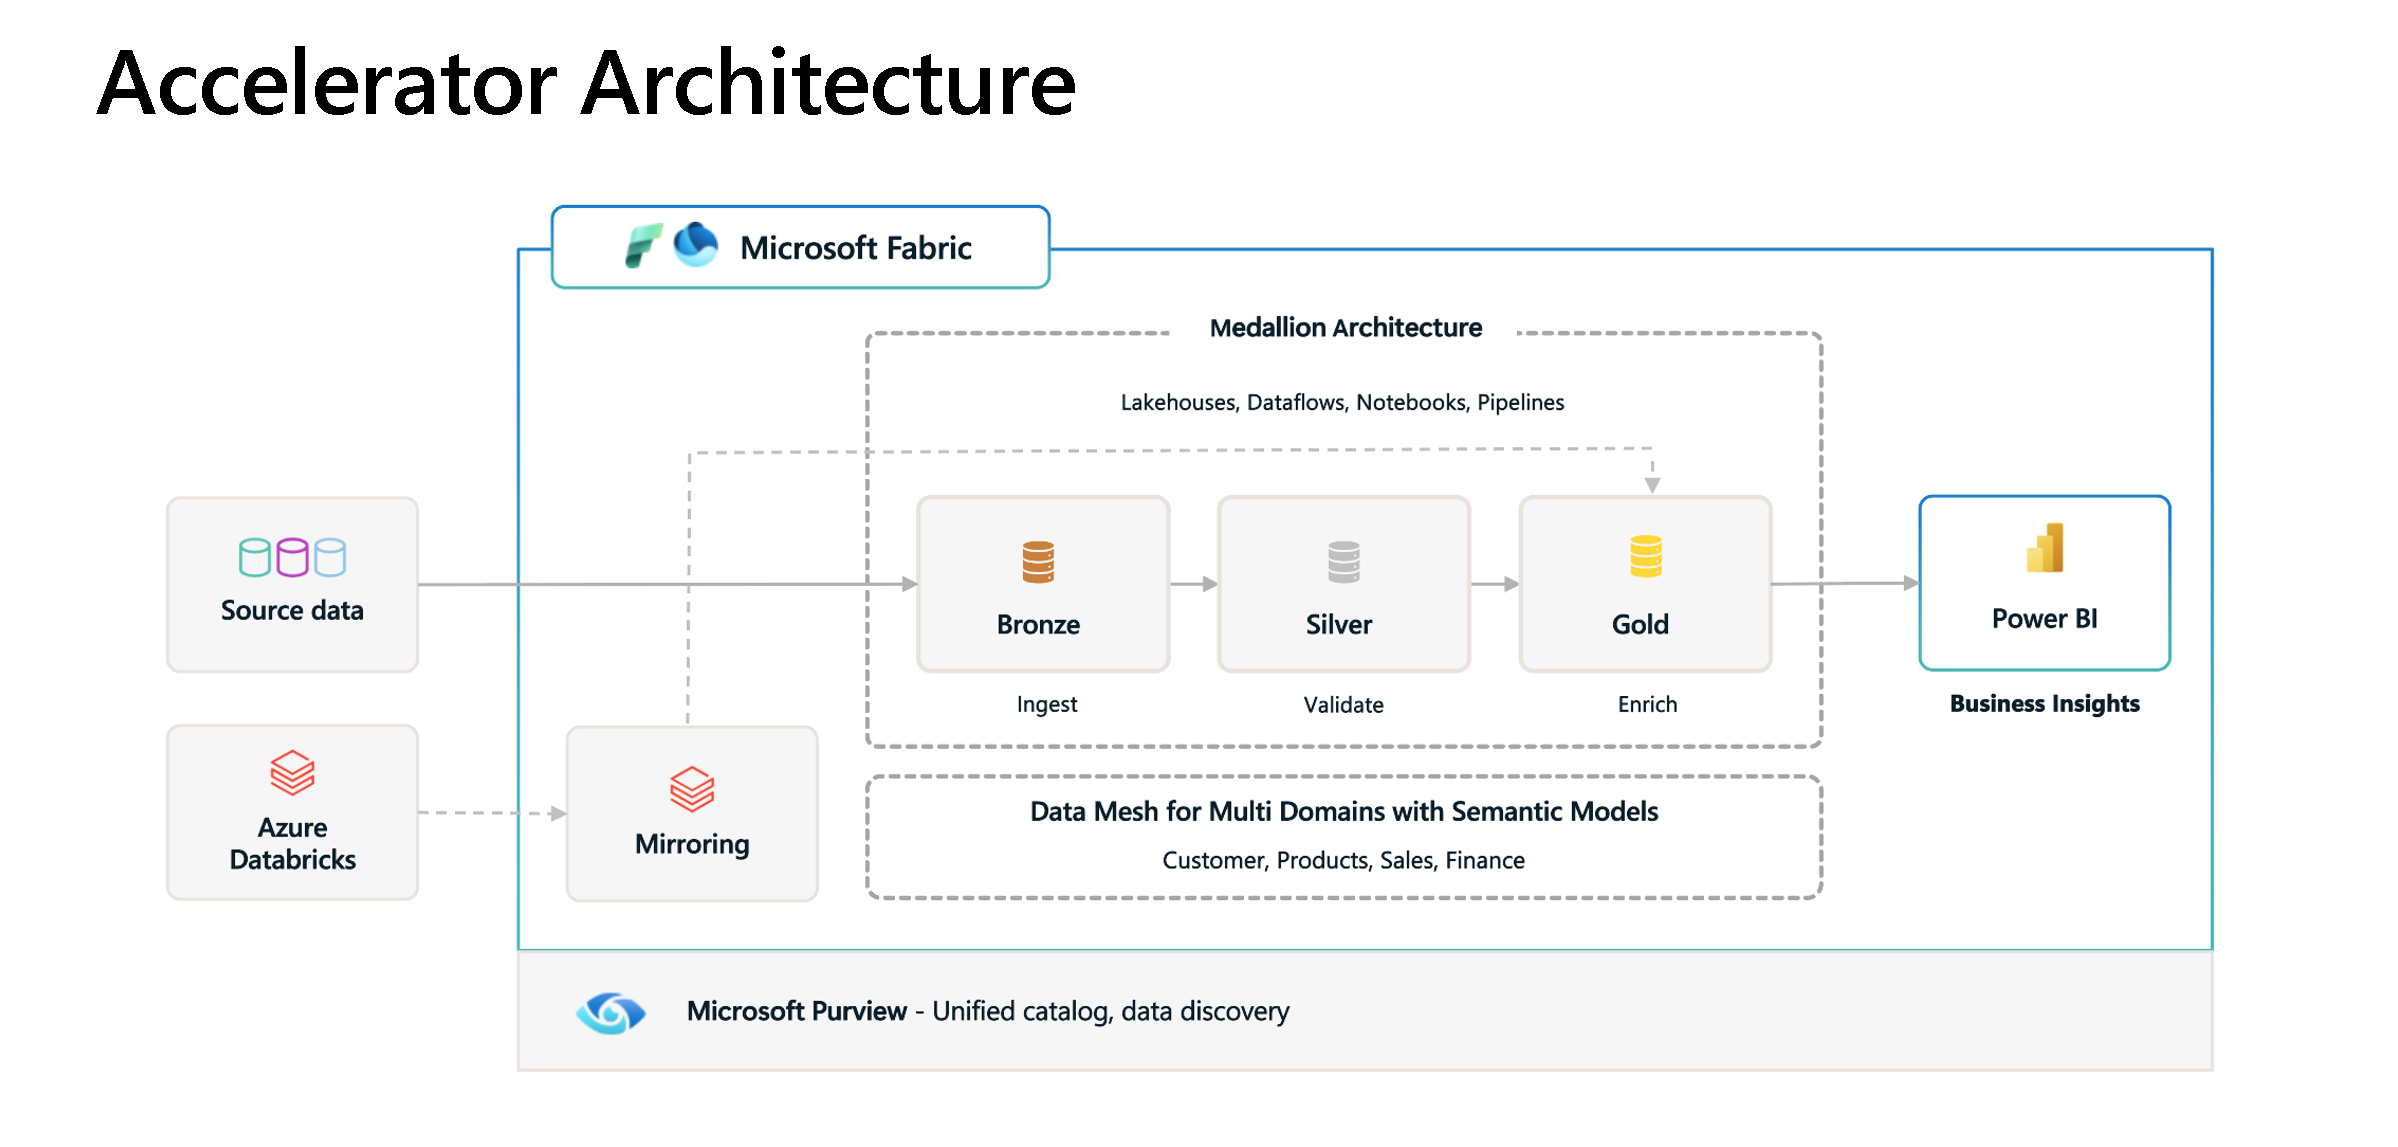 Accelerator Architecture
Microsoft Fabric
Medallion Architecture
Lakehouses, Dataflows, Notebooks, Pipelines
Source data
Bronze
Silver
Gold
Power BI
Ingest
Validate
Enrich
Business Insights
Azure
Databricks
Mirroring
Data Mesh for Multi Domains with Semantic Models
Customer, Products, Sales, Finance
Microsoft Purview - Unified catalog, data discovery